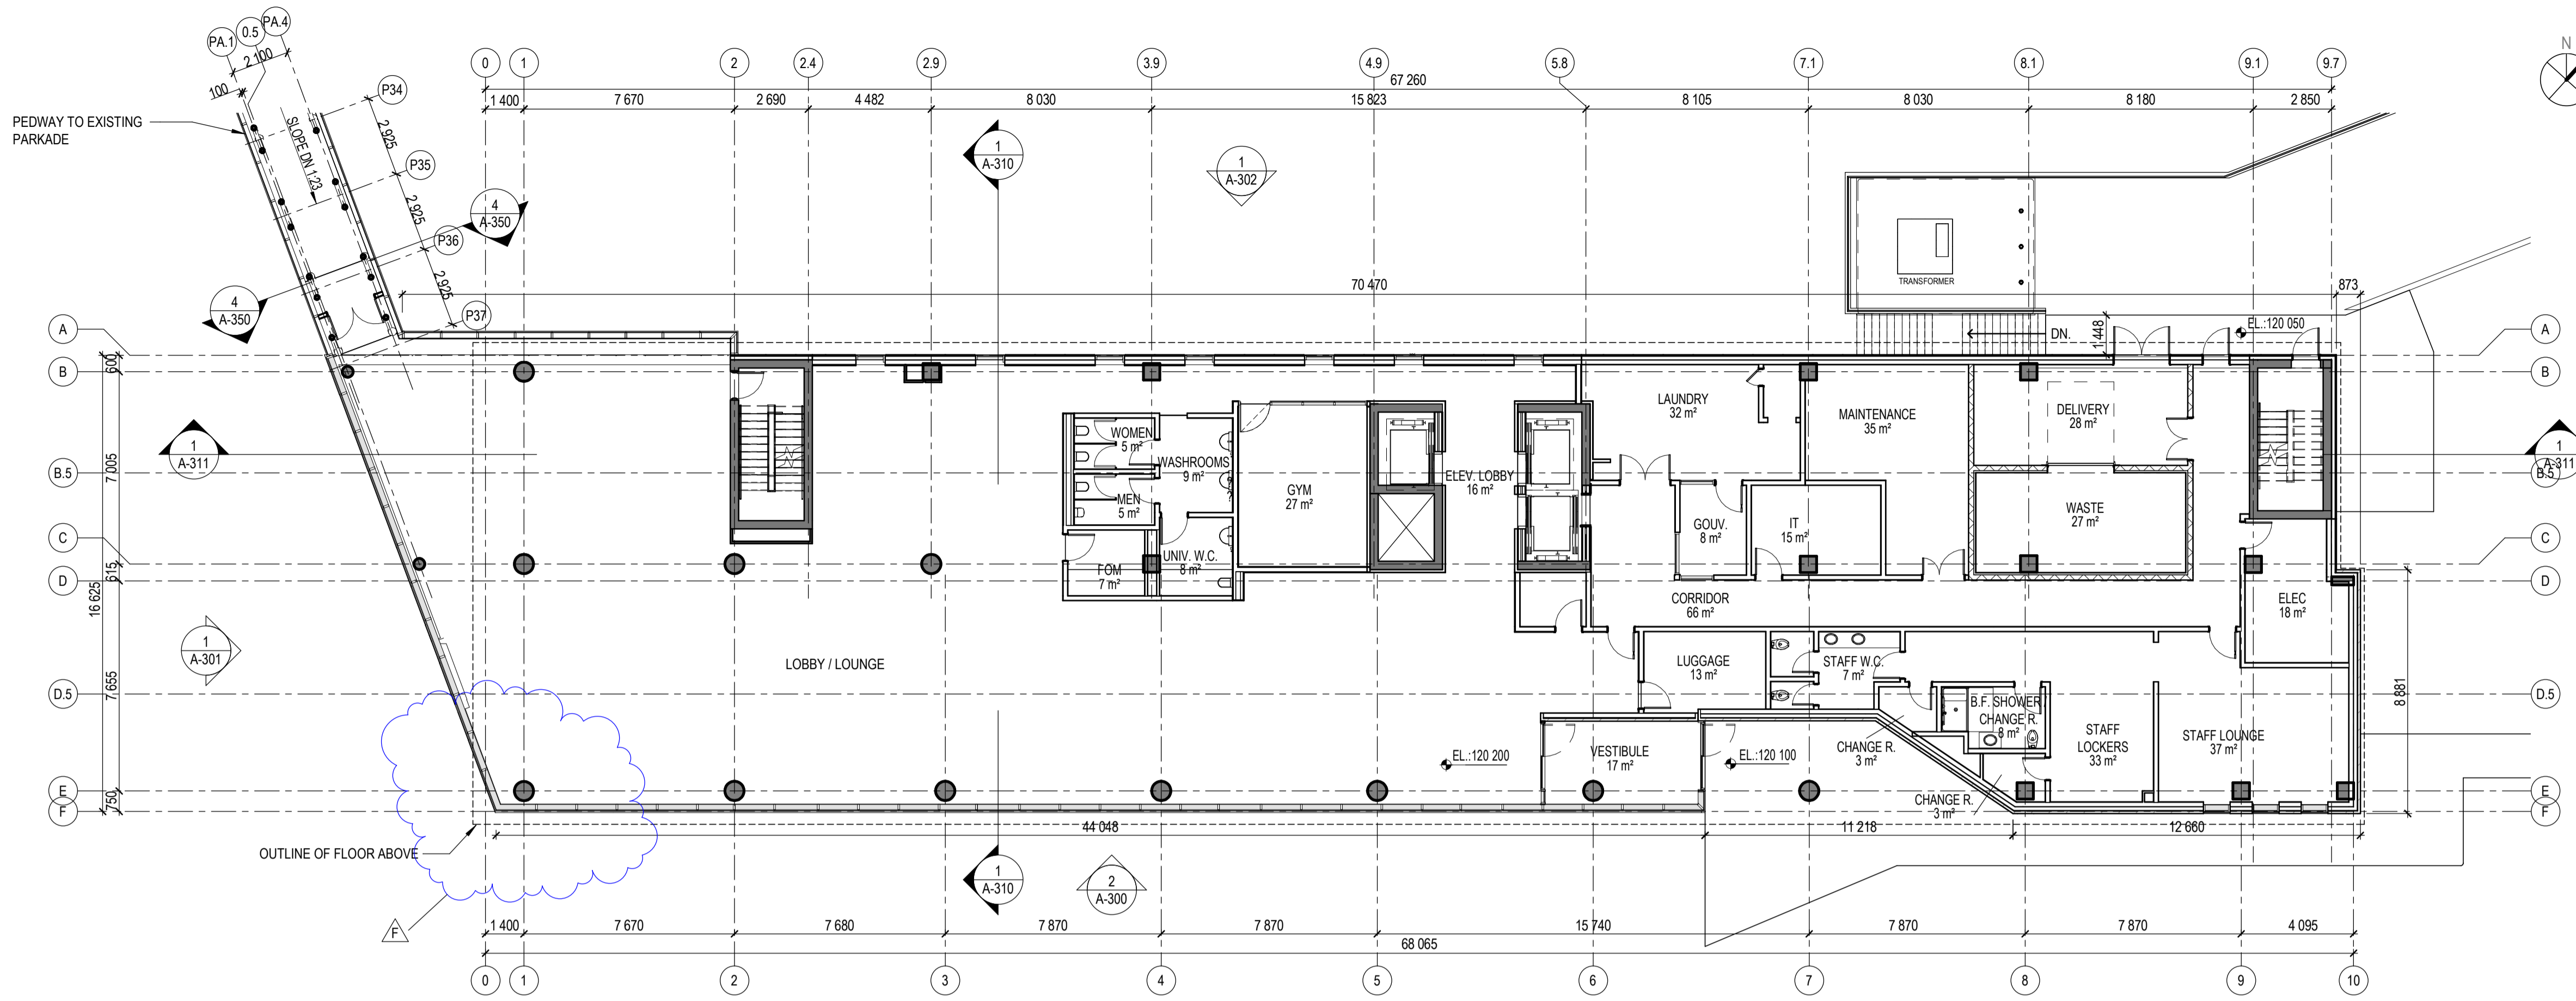 PA.1
0.5
PA.4
2 100
100
P34
2 925
P35
2 925
P36
2 925
P37
SLOPE DN 1:23
PEDWAY TO EXISTING
PARKADE
0
1
2
2.4
2.9
3.9
4.9
5.8
7.1
8.1
9.1
9.7
N
67 260
1 400
7 670
2 690
4 482
8 030
15 823
8 105
8 030
8 180
2 850
1
A-310
1
A-302
4
A-350
4
A-350
TRANSFORMER
70 470
873
1 448
DN.
EL.:120 050
A
B
B.5
C
D
D.5
E
F
A
B
B.5
C
D
D.5
E
F
600
7 005
615
16 625
7 655
750
8 881
1
A-311
1
A-311
1
A-301
WOMEN
5 m²
WASHROOMS
9 m²
MEN
5 m²
UNIV. W.C.
8 m²
FOM
7 m²
GYM
27 m²
ELEV. LOBBY
16 m²
LAUNDRY
32 m²
MAINTENANCE
35 m²
DELIVERY
28 m²
WASTE
27 m²
GOUV.
8 m²
IT
15 m²
CORRIDOR
66 m²
ELEC
18 m²
LOBBY / LOUNGE
LUGGAGE
13 m²
STAFF W.C.
7 m²
B.F. SHOWER /
CHANGE R.
8 m²
STAFF
LOCKERS
33 m²
STAFF LOUNGE
37 m²
CHANGE R.
3 m²
CHANGE R.
3 m²
VESTIBULE
17 m²
EL.:120 200
EL.:120 100
44 048
11 218
12 660
OUTLINE OF FLOOR ABOVE
F
1
A-310
2
A-300
1 400
7 670
7 680
7 870
7 870
15 740
7 870
7 870
4 095
68 065
0
1
2
3
4
5
6
7
8
9
10